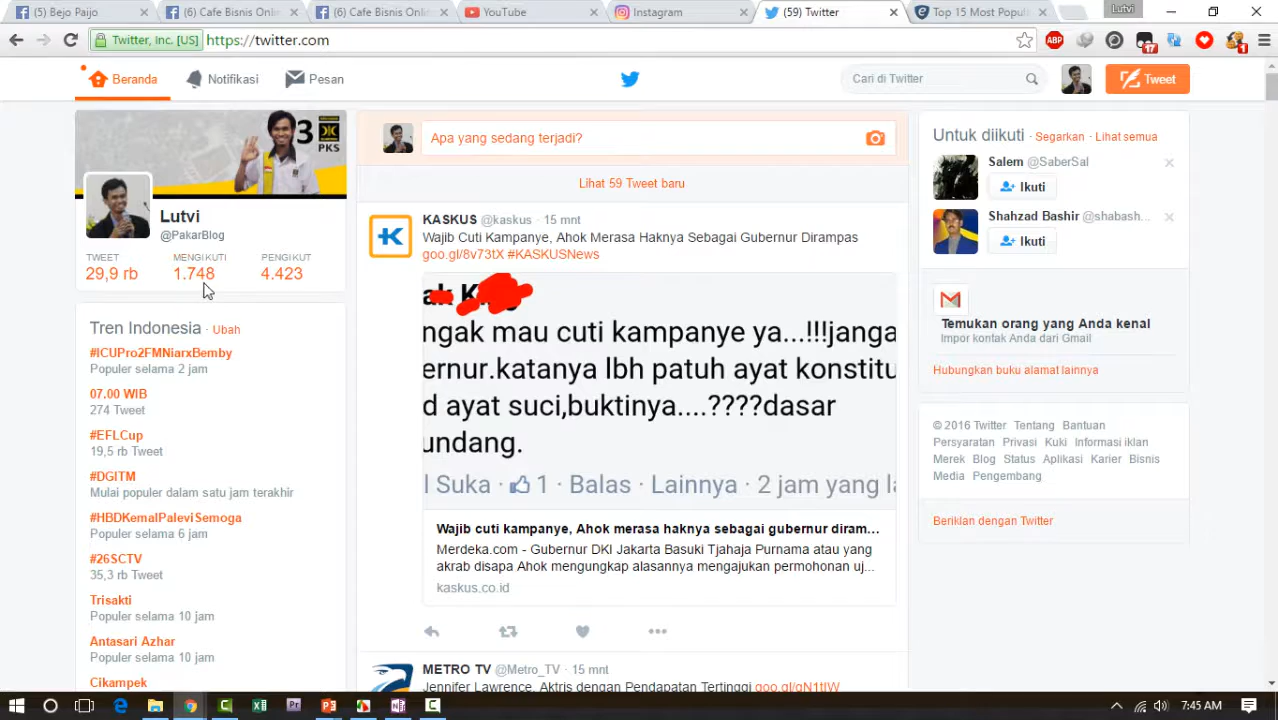 (5) Bejo Paijo
(6) Cafe Bisnis Onlin
(6) Cafe Bisnis Onlin
YouTube
Instagram
(59) Twitter
Top 15 Most Popul
Lutvi
Twitter, Inc. [US]
https://twitter.com
ABP
17
1
Beranda
Notifikasi
Pesan
Cari di Twitter
Tweet
3
PKS
Lutvi
@PakarBlog
TWEET MENGIKUTI PENGIKUT
29,9 rb 1.748 4.423
Tren Indonesia · Ubah
#ICUPro2FMNiarxBemby
Populer selama 2 jam
07.00 WIB
274 Tweet
#EFLCup
19,5 rb Tweet
#DGITM
Mulai populer dalam satu jam terakhir
#HBDKemalPaleviSemoga
Populer selama 6 jam
#26SCTV
35,3 rb Tweet
Trisakti
Populer selama 10 jam
Antasari Azhar
Populer selama 10 jam
Cikampek
Apa yang sedang terjadi?
Lihat 59 Tweet baru
KASKUS @kaskus · 15 mnt
Wajib Cuti Kampanye, Ahok Merasa Haknya Sebagai Gubernur Dirampas
goo.gl/8v73tX #KASKUSNews
ngak mau cuti kampanye ya...!!!janga
ernur.katanya lbh patuh ayat konstitu
d ayat suci,buktinya....????dasar
undang.
l Suka · 1 · Balas · Lainnya · 2 jam yang la
Wajib cuti kampanye, Ahok merasa haknya sebagai gubernur diram...
Merdeka.com - Gubernur DKI Jakarta Basuki Tjahaja Purnama atau yang
akrab disapa Ahok mengungkap alasannya mengajukan permohonan uj...
kaskus.co.id
METRO TV @Metro_TV · 15 mnt
Jennifer Lawrence, Aktris dengan Pendapatan Tertinggi goo.gl/gN1tIW
Untuk diikuti · Segarkan · Lihat semua
Salem @SaberSal
Ikuti
Shahzad Bashir @shabash...
Ikuti
Temukan orang yang Anda kenal
Impor kontak Anda dari Gmail
Hubungkan buku alamat lainnya
© 2016 Twitter Tentang Bantuan
Persyaratan Privasi Kuki Informasi iklan
Merek Blog Status Aplikasi Karier Bisnis
Media Pengembang
Beriklan dengan Twitter
7:45 AM